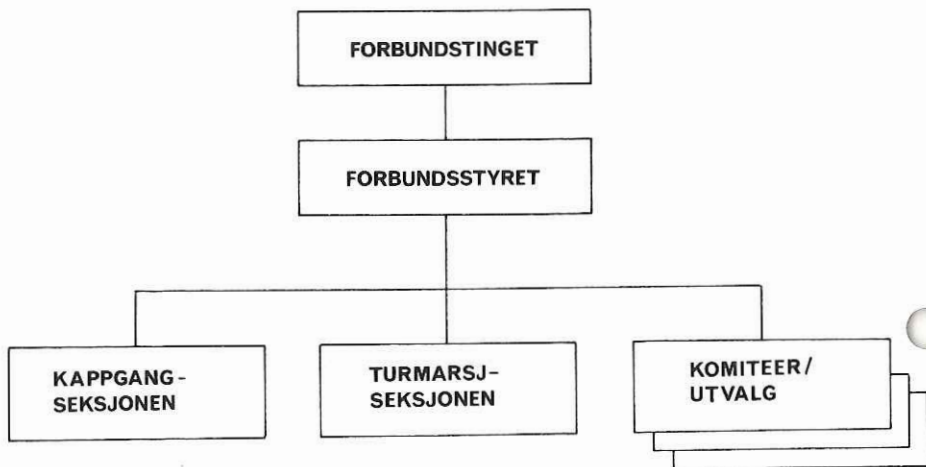 FORBUNDSTINGET
FORBUNDSSTYRET
KAPPGANG-
SEKSJONEN
TURMARSJ-
SEKSJONEN
KOMITEER/
UTVALG